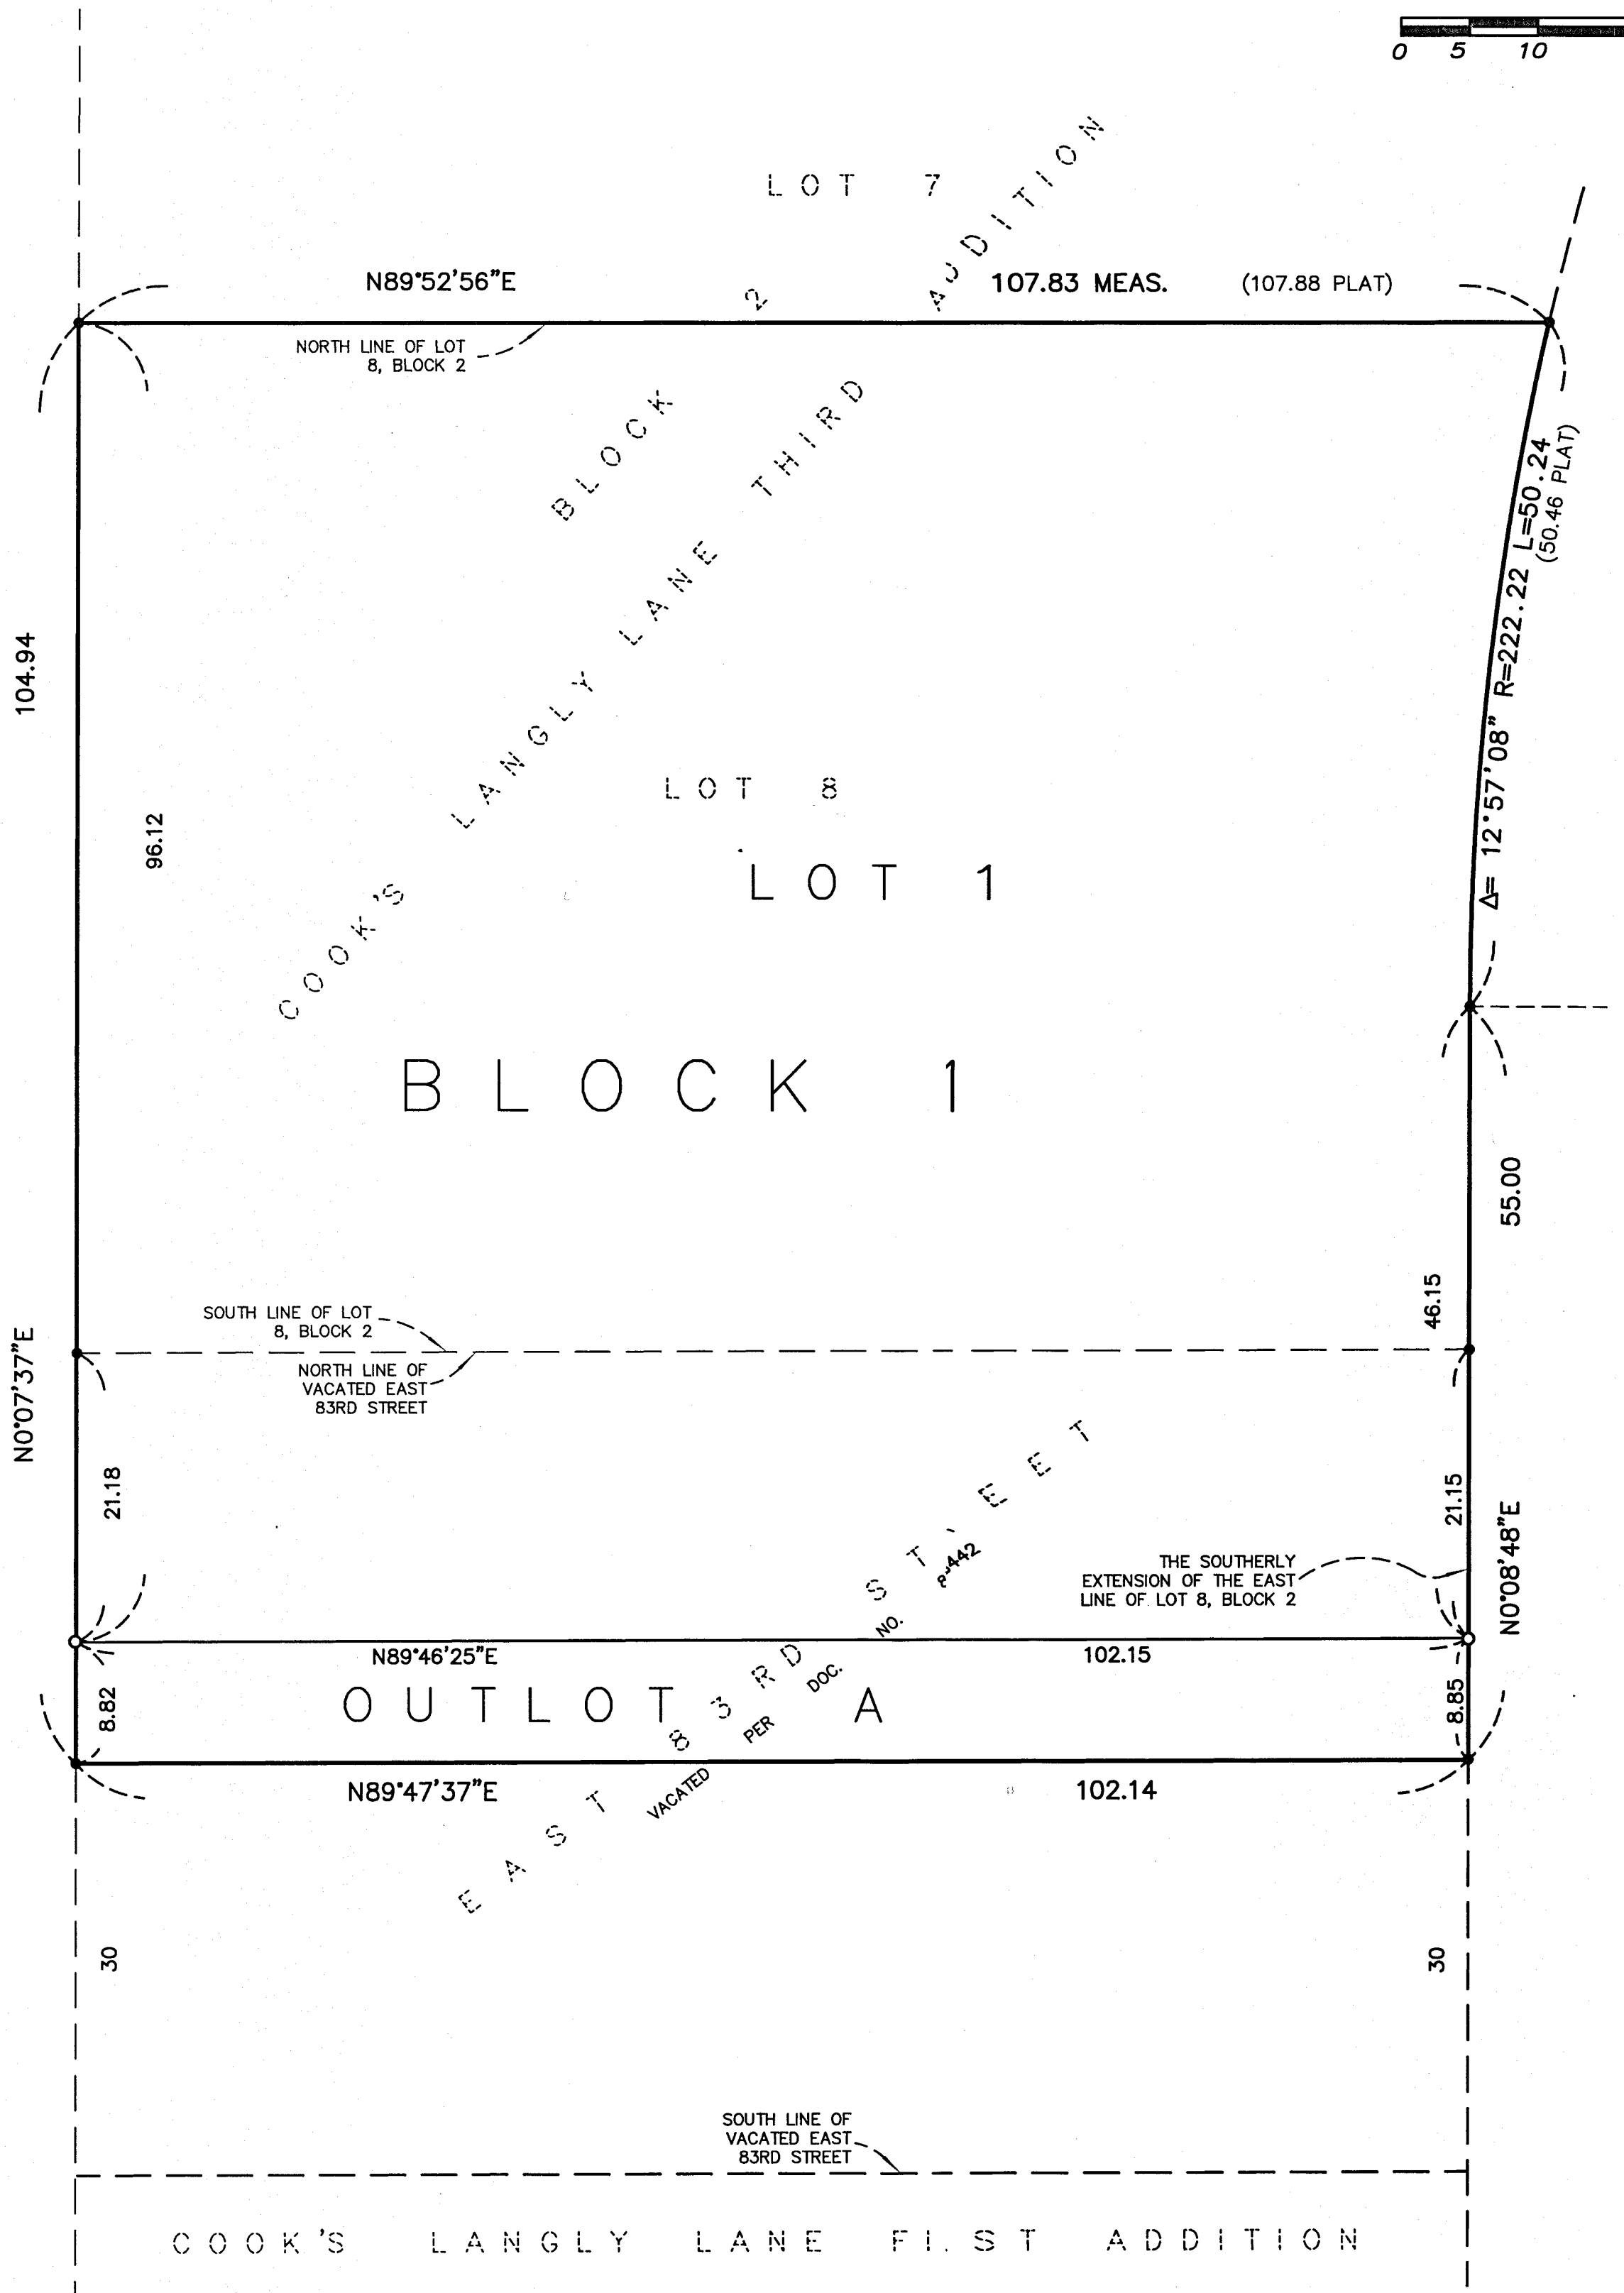 0 5 10
LOT 7
N89°52'56"E
107.83 MEAS.
(107.88 PLAT)
NORTH LINE OF LOT
8, BLOCK 2
BLOCK 2
COOK'S LANGLY LANE THIRD ADDITION
Δ= 12°57'08" R=222.22 L=50.24
(50.46 PLAT)
104.94
96.12
LOT 8
LOT 1
BLOCK 1
55.00
46.15
SOUTH LINE OF LOT
8, BLOCK 2
NORTH LINE OF
VACATED EAST
83RD STREET
N0°07'37"E
21.18
21.15
N0°08'48"E
THE SOUTHERLY
EXTENSION OF THE EAST
LINE OF LOT 8, BLOCK 2
N89°46'25"E
102.15
8.82
OUTLOT A
8.85
EAST 83RD
VACATED PER DOC. NO.
N89°47'37"E
102.14
30
30
SOUTH LINE OF
VACATED EAST
83RD STREET
COOK'S LANGLY LANE ADDITION